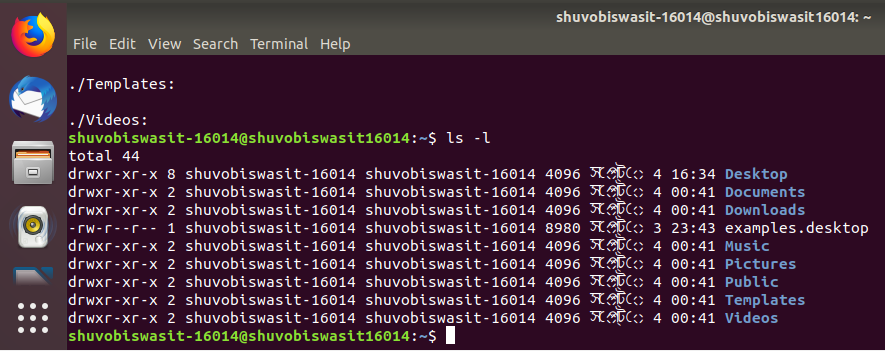 shuvobiswasit-16014@shuvobiswasit16014: ~
File Edit View Search Terminal Help
./Templates:
./Videos:
shuvobiswasit-16014@shuvobiswasit16014:~$ ls -l
total 44
drwxr-xr-x 8 shuvobiswasit-16014 shuvobiswasit-16014 4096 4 16:34 Desktop
drwxr-xr-x 2 shuvobiswasit-16014 shuvobiswasit-16014 4096 4 00:41 Documents
drwxr-xr-x 2 shuvobiswasit-16014 shuvobiswasit-16014 4096 4 00:41 Downloads
-rw-r--r-- 1 shuvobiswasit-16014 shuvobiswasit-16014 8980 3 23:43 examples.desktop
drwxr-xr-x 2 shuvobiswasit-16014 shuvobiswasit-16014 4096 4 00:41 Music
drwxr-xr-x 2 shuvobiswasit-16014 shuvobiswasit-16014 4096 4 00:41 Pictures
drwxr-xr-x 2 shuvobiswasit-16014 shuvobiswasit-16014 4096 4 00:41 Public
drwxr-xr-x 2 shuvobiswasit-16014 shuvobiswasit-16014 4096 4 00:41 Templates
drwxr-xr-x 2 shuvobiswasit-16014 shuvobiswasit-16014 4096 4 00:41 Videos
shuvobiswasit-16014@shuvobiswasit16014:~$